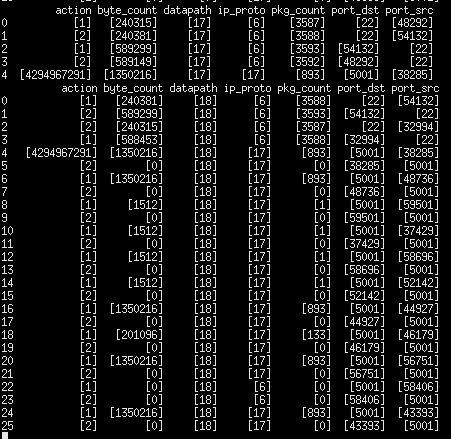 action byte_count datapath ip_proto pkg_count port_dst port_src
0 [1] [240315] [17] [6] [3587] [22] [48292]
1 [2] [240381] [17] [6] [3588] [22] [54132]
2 [1] [589299] [17] [6] [3593] [54132] [22]
3 [2] [589149] [17] [6] [3592] [48292] [22]
4 [4294967291] [1350216] [17] [17] [893] [5001] [38285]
action byte_count datapath ip_proto pkg_count port_dst port_src
0 [1] [240381] [18] [6] [3588] [22] [54132]
1 [2] [589299] [18] [6] [3593] [54132] [22]
2 [2] [240315] [18] [6] [3587] [22] [32994]
3 [1] [588453] [18] [6] [3588] [32994] [22]
4 [4294967291] [1350216] [18] [17] [893] [5001] [38285]
5 [2] [0] [18] [17] [0] [38285] [5001]
6 [1] [1350216] [18] [17] [893] [5001] [48736]
7 [2] [0] [18] [17] [0] [48736] [5001]
8 [1] [1512] [18] [17] [1] [5001] [59501]
9 [2] [0] [18] [17] [0] [59501] [5001]
10 [1] [1512] [18] [17] [1] [5001] [37429]
11 [2] [0] [18] [17] [0] [37429] [5001]
12 [1] [1512] [18] [17] [1] [5001] [58696]
13 [2] [0] [18] [17] [0] [58696] [5001]
14 [1] [1512] [18] [17] [1] [5001] [52142]
15 [2] [0] [18] [17] [0] [52142] [5001]
16 [1] [1350216] [18] [17] [893] [5001] [44927]
17 [2] [0] [18] [17] [0] [44927] [5001]
18 [1] [201096] [18] [17] [133] [5001] [46179]
19 [2] [0] [18] [17] [0] [46179] [5001]
20 [1] [1350216] [18] [17] [893] [5001] [56751]
21 [2] [0] [18] [17] [0] [56751] [5001]
22 [1] [0] [18] [6] [0] [5001] [58406]
23 [2] [0] [18] [6] [0] [58406] [5001]
24 [1] [1350216] [18] [17] [893] [5001] [43393]
25 [2] [0] [18] [17] [0] [43393] [5001]